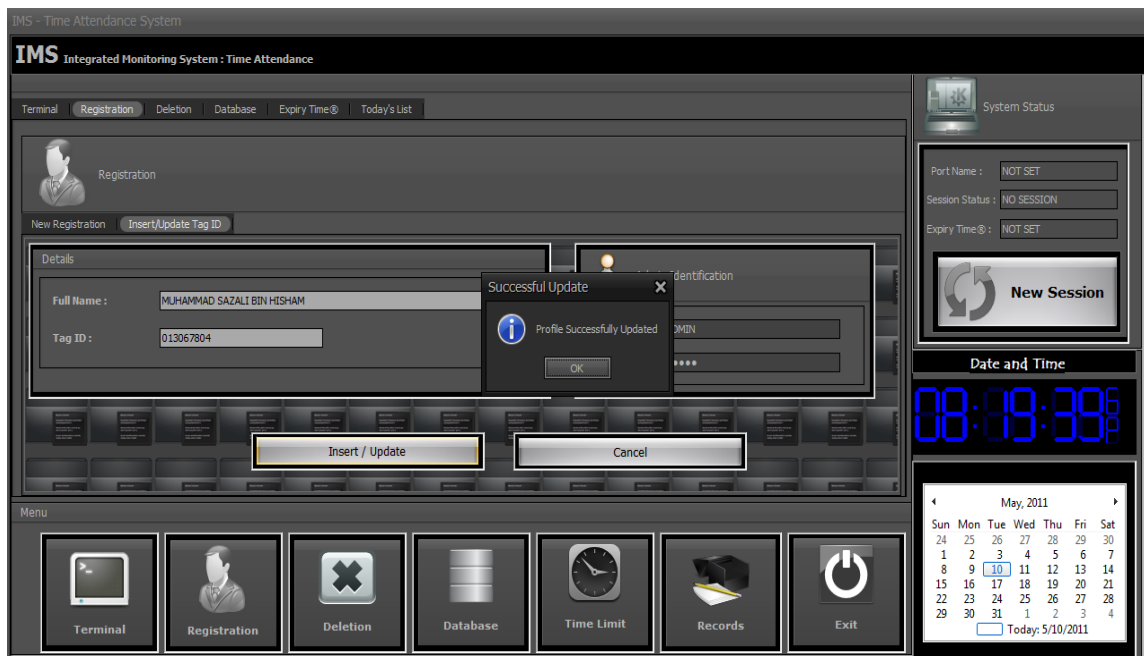 IMS - Time Attendance System
IMS Integrated Monitoring System : Time Attendance
Terminal Registration Deletion Database Expiry Time® Today's List
Registration
New Registration Insert/Update Tag ID
Details
Full Name : MUHAMMAD SAZALI BIN HISHAM
Tag ID : 013067804
Identification
Successful Update
Profile Successfully Updated
OK
Insert / Update
Cancel
System Status
Port Name : NOT SET
Session Status : NO SESSION
Expiry Time® : NOT SET
New Session
Date and Time
08:19:39
May, 2011
Sun Mon Tue Wed Thu Fri Sat
24 25 26 27 28 29 30
1 2 3 4 5 6 7
8 9 10 11 12 13 14
15 16 17 18 19 20 21
22 23 24 25 26 27 28
29 30 31 1 2 3 4
Today: 5/10/2011
Menu
Terminal
Registration
Deletion
Database
Time Limit
Records
Exit